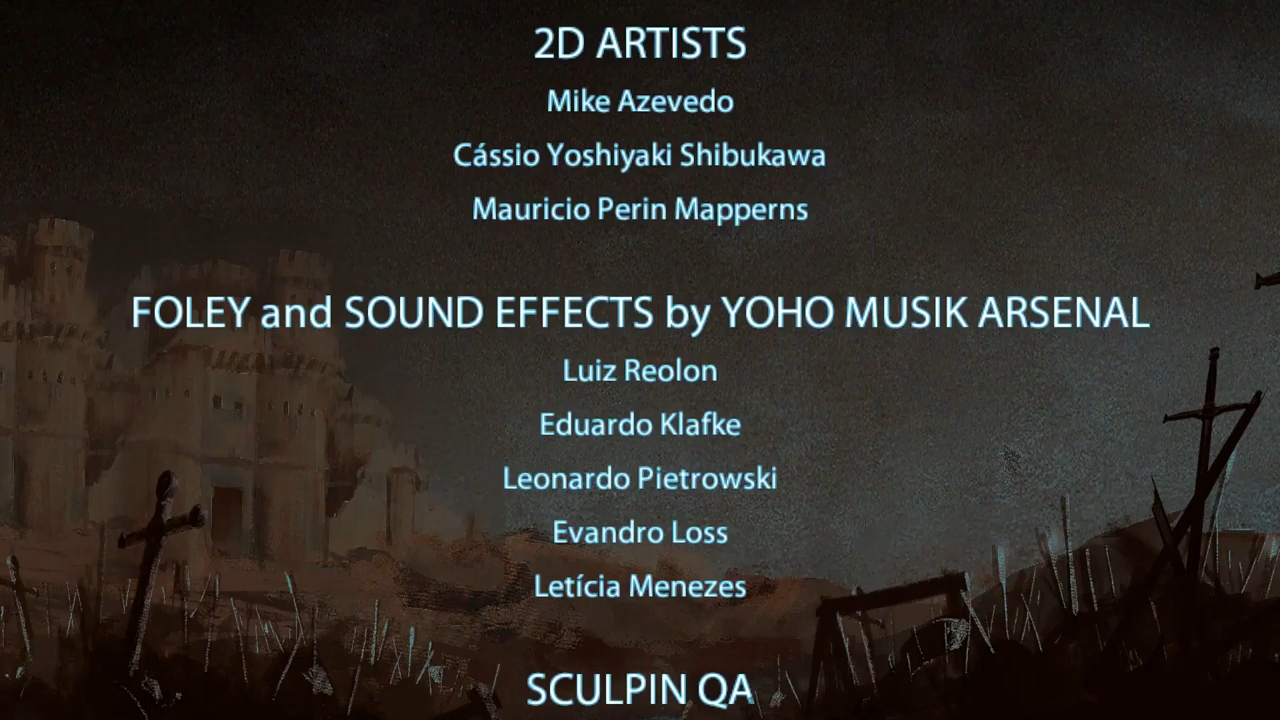 2D ARTISTS
Mike Azevedo
Cássio Yoshiyaki Shibukawa
Mauricio Perin Mapperns
FOLEY and SOUND EFFECTS by YOHO MUSIK ARSENAL
Luiz Reolon
Eduardo Klafke
Leonardo Pietrowski
Evandro Loss
Letícia Menezes
SCULPIN QA